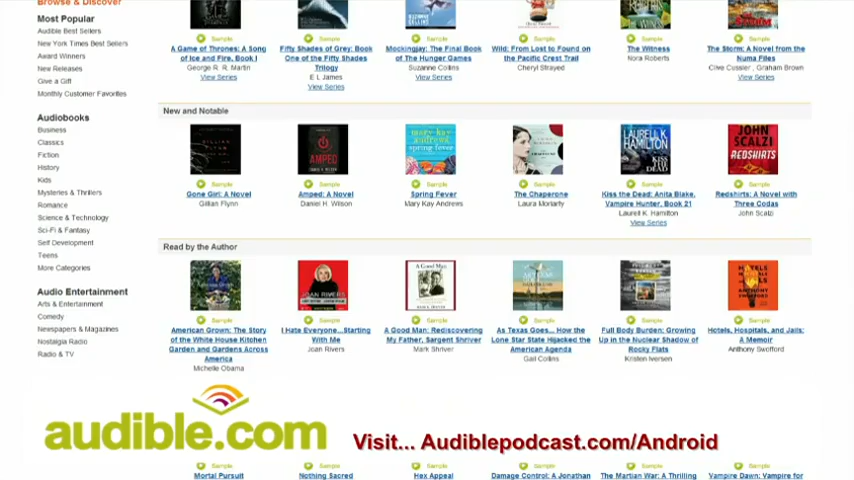 Browse & Discover
Most Popular
Audible Best Sellers
New York Times Best Sellers
Award Winners
New Releases
Give a Gift
Monthly Customer Favorites
Audiobooks
Business
Classics
Fiction
History
Kids
Mysteries & Thrillers
Romance
Science & Technology
Sci-Fi & Fantasy
Self Development
Teens
More Categories
Audio Entertainment
Arts & Entertainment
Comedy
Newspapers & Magazines
Nostalgia Radio
Radio & TV
Sample
A Game of Thrones: A Song
of Ice and Fire, Book I
George R. R. Martin
View Series
Sample
Fifty Shades of Grey: Book
One of the Fifty Shades
Trilogy
E L James
View Series
Sample
Mockingjay: The Final Book
of The Hunger Games
Suzanne Collins
View Series
Sample
Wild: From Lost to Found on
the Pacific Crest Trail
Cheryl Strayed
Sample
The Witness
Nora Roberts
Sample
The Storm: A Novel from the
Numa Files
Clive Cussler , Graham Brown
View Series
New and Notable
Sample
Gone Girl: A Novel
Gillian Flynn
AMPED
Sample
Amped: A Novel
Daniel H. Wilson
mary kay
andrews
spring fever
Sample
Spring Fever
Mary Kay Andrews
Sample
The Chaperone
Laura Moriarty
LAURELL K.
HAMILTON
KISS
THE
DEAD
Sample
Kiss the Dead: Anita Blake,
Vampire Hunter, Book 21
Laurell K. Hamilton
View Series
JOHN
SCALZI
REDSHIRTS
Sample
Redshirts: A Novel with
Three Codas
John Scalzi
Read by the Author
Sample
American Grown: The Story
of the White House Kitchen
Garden and Gardens Across
America
Michelle Obama
JOAN RIVERS
Sample
I Hate Everyone...Starting
With Me
Joan Rivers
A Good Man
Sample
A Good Man: Rediscovering
My Father, Sargent Shriver
Mark Shriver
Sample
As Texas Goes... How the
Lone Star State Hijacked the
American Agenda
Gail Collins
Sample
Full Body Burden: Growing
Up in the Nuclear Shadow of
Rocky Flats
Kristen Iversen
Sample
Hotels, Hospitals, and Jails:
A Memoir
Anthony Swofford
audible.com
Visit... Audiblepodcast.com/Android
Sample
Mortal Pursuit
Sample
Nothing Sacred
Sample
Hex Appeal
Sample
Damage Control: A Jonathan
Sample
The Martian War: A Thrilling
Sample
Vampire Dawn: Vampire for